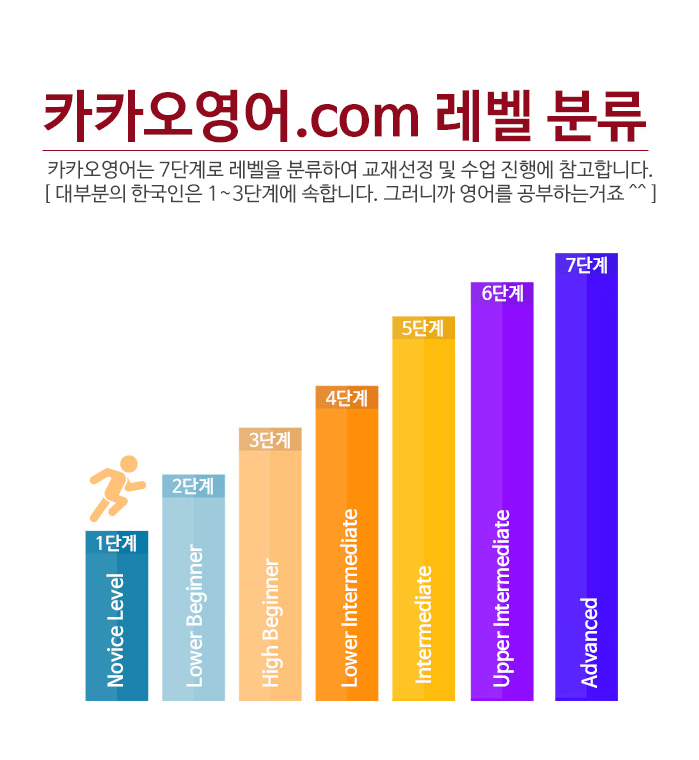 카카오영어.com 레벨 분류
카카오영어는 7단계로 레벨을 분류하여 교재선정 및 수업 진행에 참고합니다.
[ 대부분의 한국인은 1~3단계에 속합니다. 그러니까 영어를 공부하는거죠 ^^ ]
1단계
Novice Level
2단계
Lower Beginner
3단계
High Beginner
4단계
Lower Intermediate
5단계
Intermediate
6단계
Upper Intermediate
7단계
Advanced